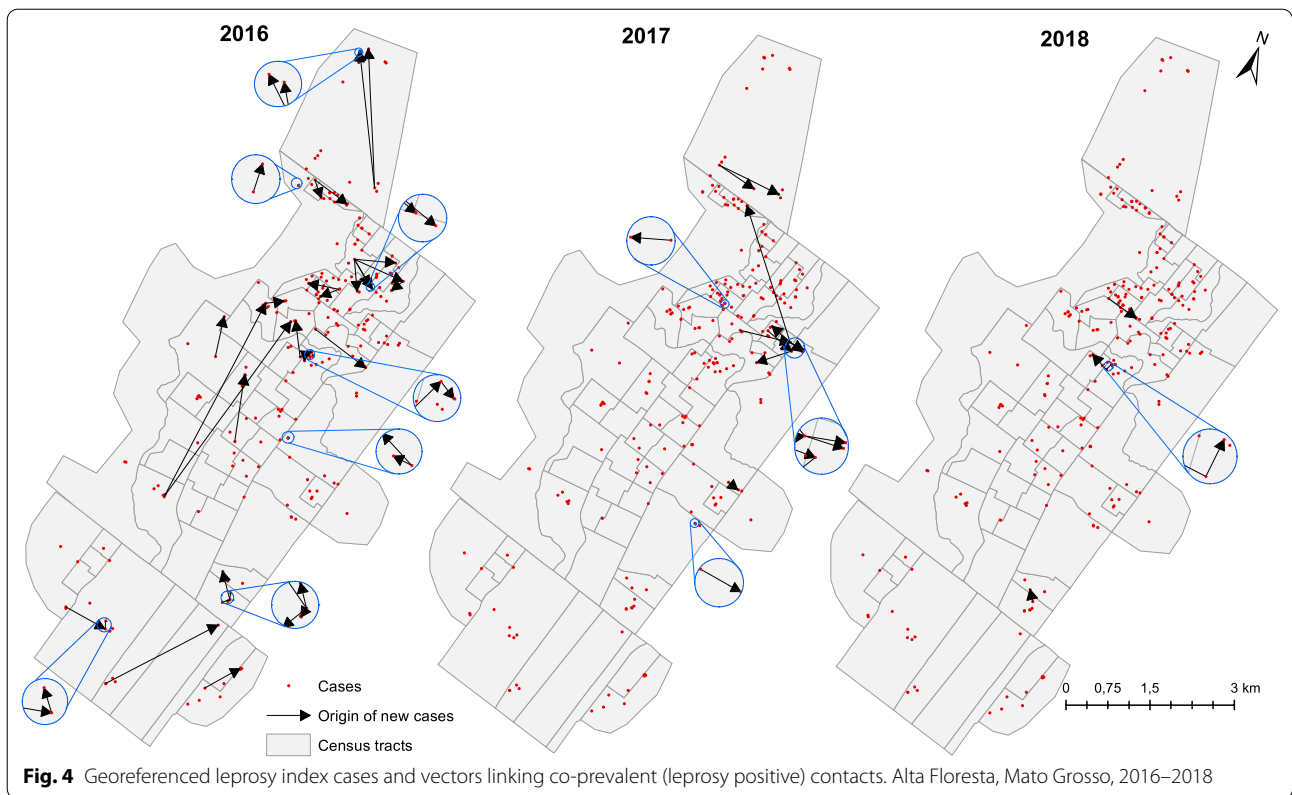 2016
2017
2018
N
Cases
Origin of new cases
Census tracts
0 0,75 1,5 3 km
Fig. 4 Georeferenced leprosy index cases and vectors linking co-prevalent (leprosy positive) contacts. Alta Floresta, Mato Grosso, 2016–2018